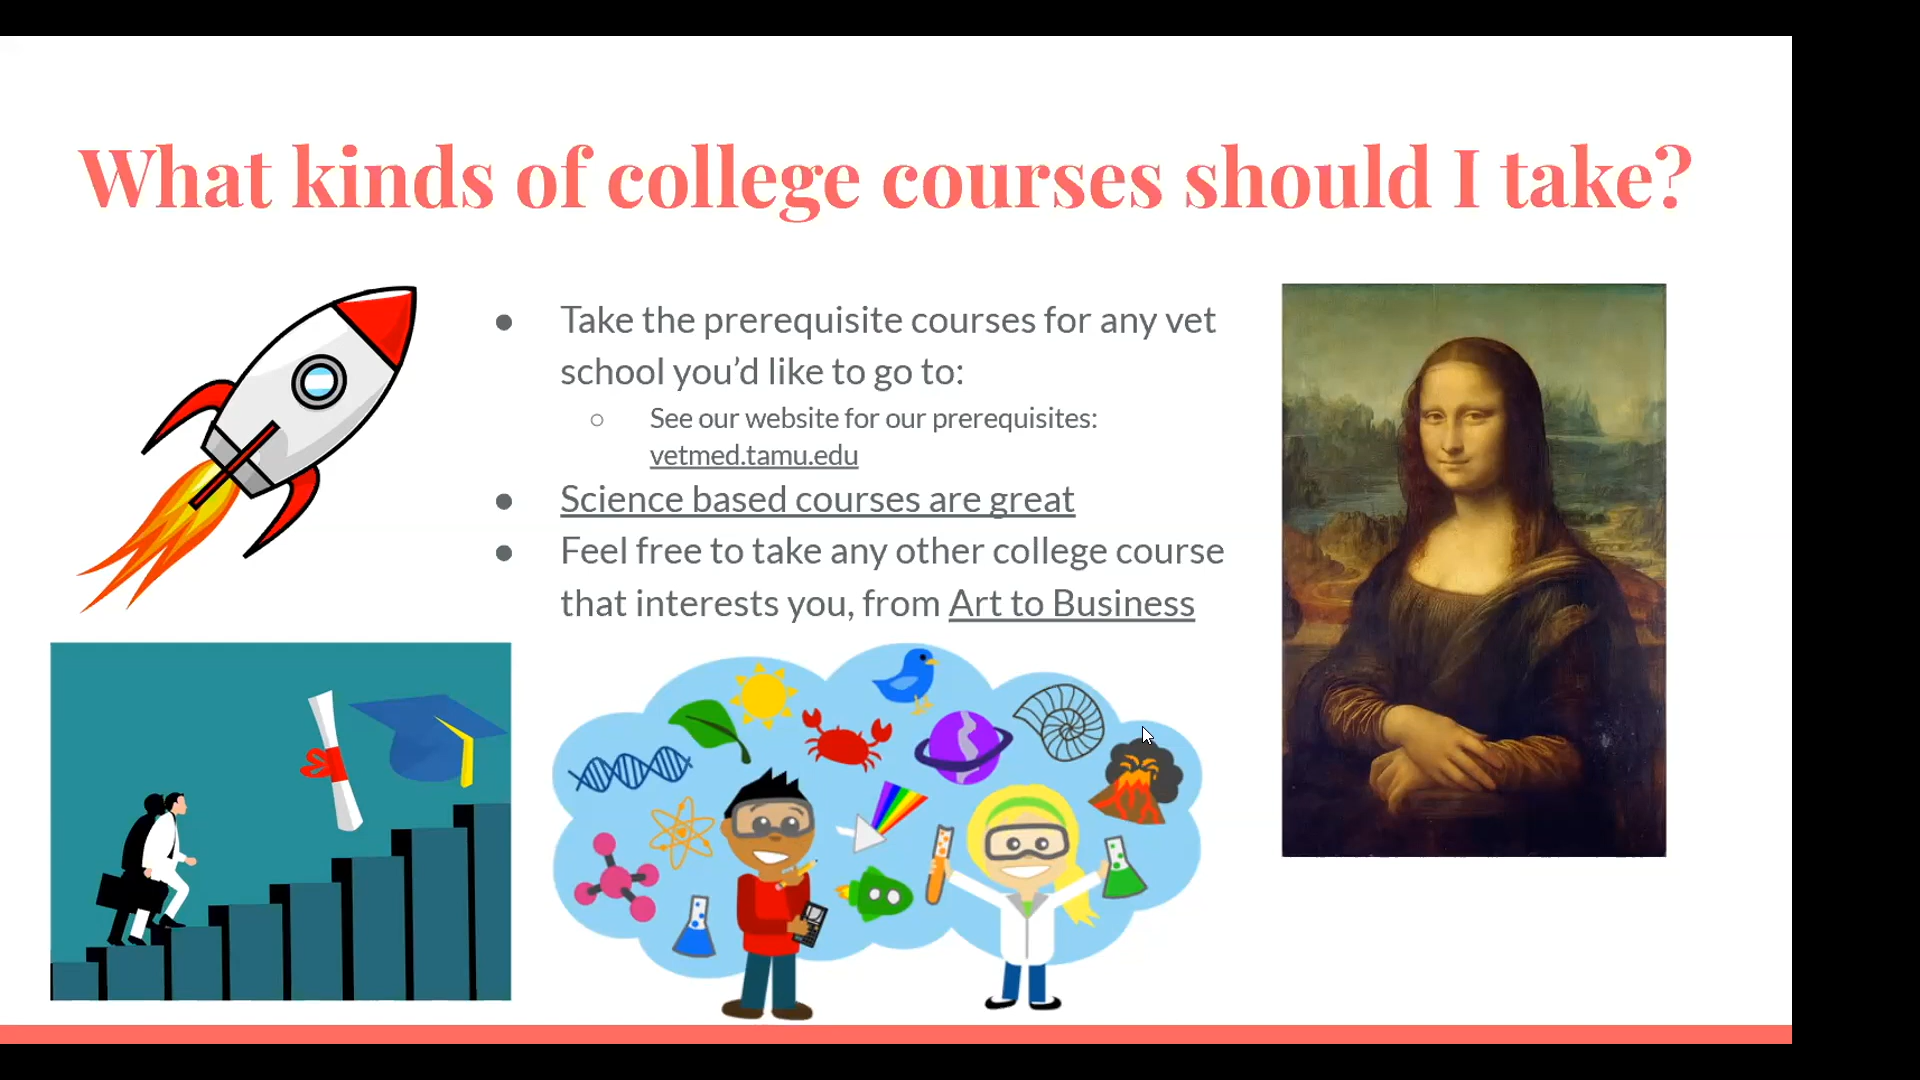 What kinds of college courses should I take?
● Take the prerequisite courses for any vet
school you’d like to go to:
○ See our website for our prerequisites:
vetmed.tamu.edu
● Science based courses are great
● Feel free to take any other college course
that interests you, from Art to Business